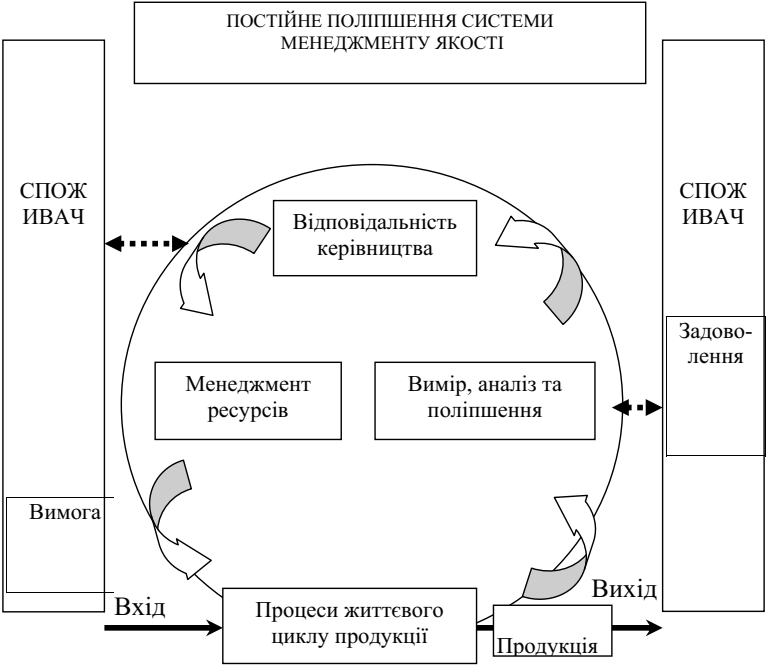 ПОСТІЙНЕ ПОЛІПШЕННЯ СИСТЕМИ
МЕНЕДЖМЕНТУ ЯКОСТІ
СПОЖ
ИВАЧ
СПОЖ
ИВАЧ
Відповідальність
керівництва
Задово-
лення
Менеджмент
ресурсів
Вимір, аналіз та
поліпшення
Вимога
Вхід
Процеси життєвого
циклу продукції
Вихід
Продукція